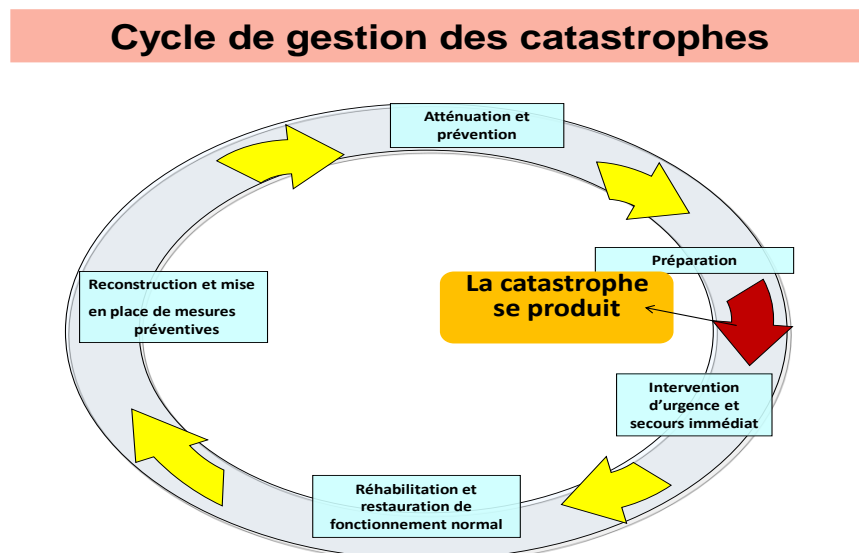 Cycle de gestion des catastrophes
Atténuation et
prévention
Préparation
La catastrophe
se produit
Intervention
d’urgence et
secours immédiat
Réhabilitation et
restauration de
fonctionnement normal
Reconstruction et mise
en place de mesures
préventives